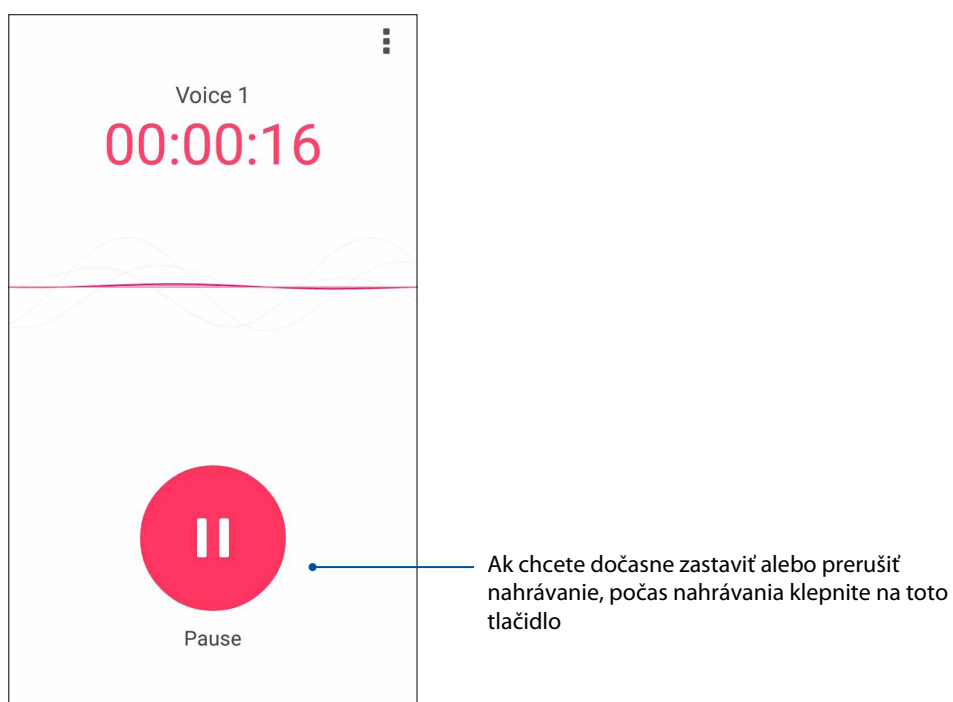 Voice 1
00:00:16
Ak chcete dočasne zastaviť alebo prerušiť
nahrávanie, počas nahrávania klepnite na toto
tlačidlo
Pause